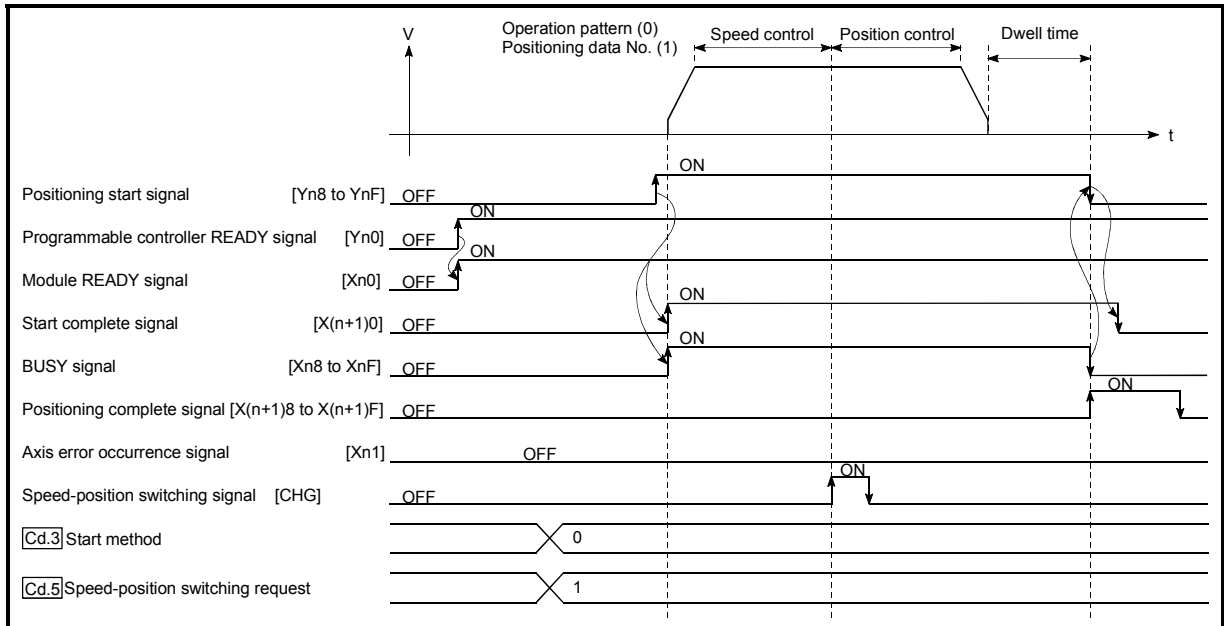 V
Operation pattern (0)
Positioning data No. (1)
Speed control
Position control
Dwell time
t
ON
Positioning start signal [Yn8 to YnF] OFF
ON
Programmable controller READY signal [Yn0] OFF
ON
Module READY signal [Xn0] OFF
ON
Start complete signal [X(n+1)0] OFF
ON
BUSY signal [Xn8 to XnF] OFF
ON
Positioning complete signal [X(n+1)8 to X(n+1)F] OFF
Axis error occurrence signal [Xn1] OFF
ON
Speed-position switching signal [CHG] OFF
Cd.3 Start method 0
Cd.5 Speed-position switching request 1